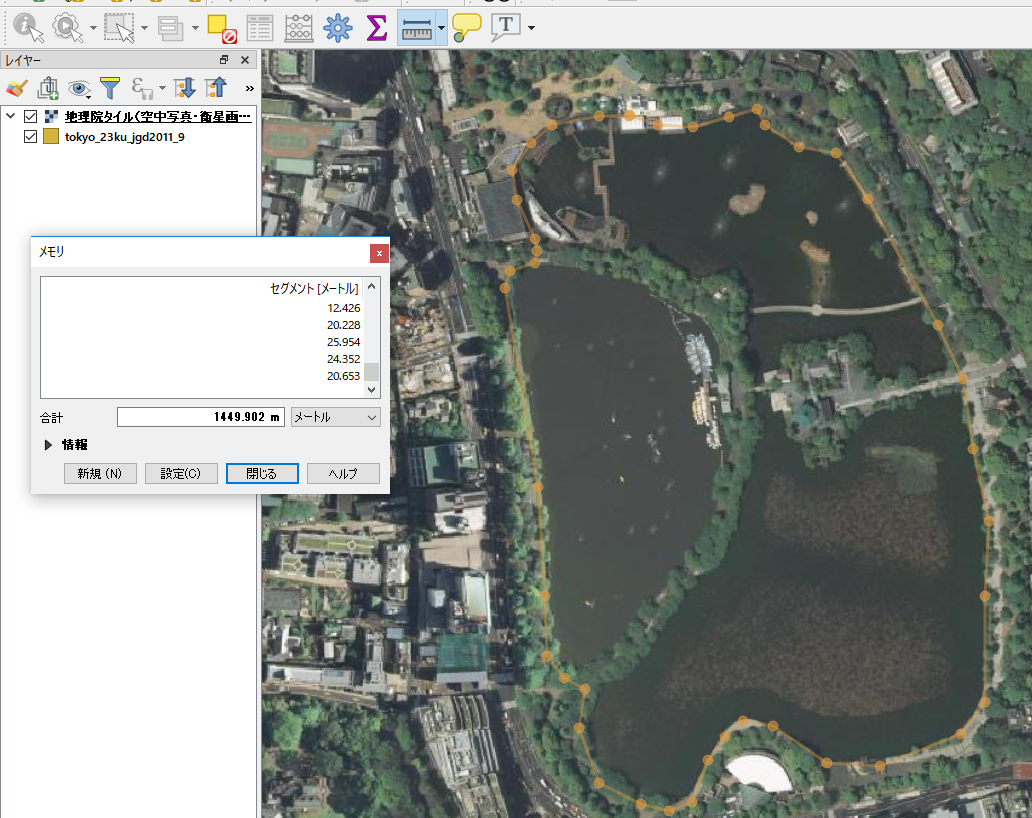 T
レイヤー
地理院タイル(空中写真・衛星画…
tokyo_23ku_jgd2011_9
メモリ
セグメント [メートル]
12.426
20.228
25.954
24.352
20.653
合計
1449.902 m
メートル
情報
新規 (N)
設定(C)
閉じる
ヘルプ